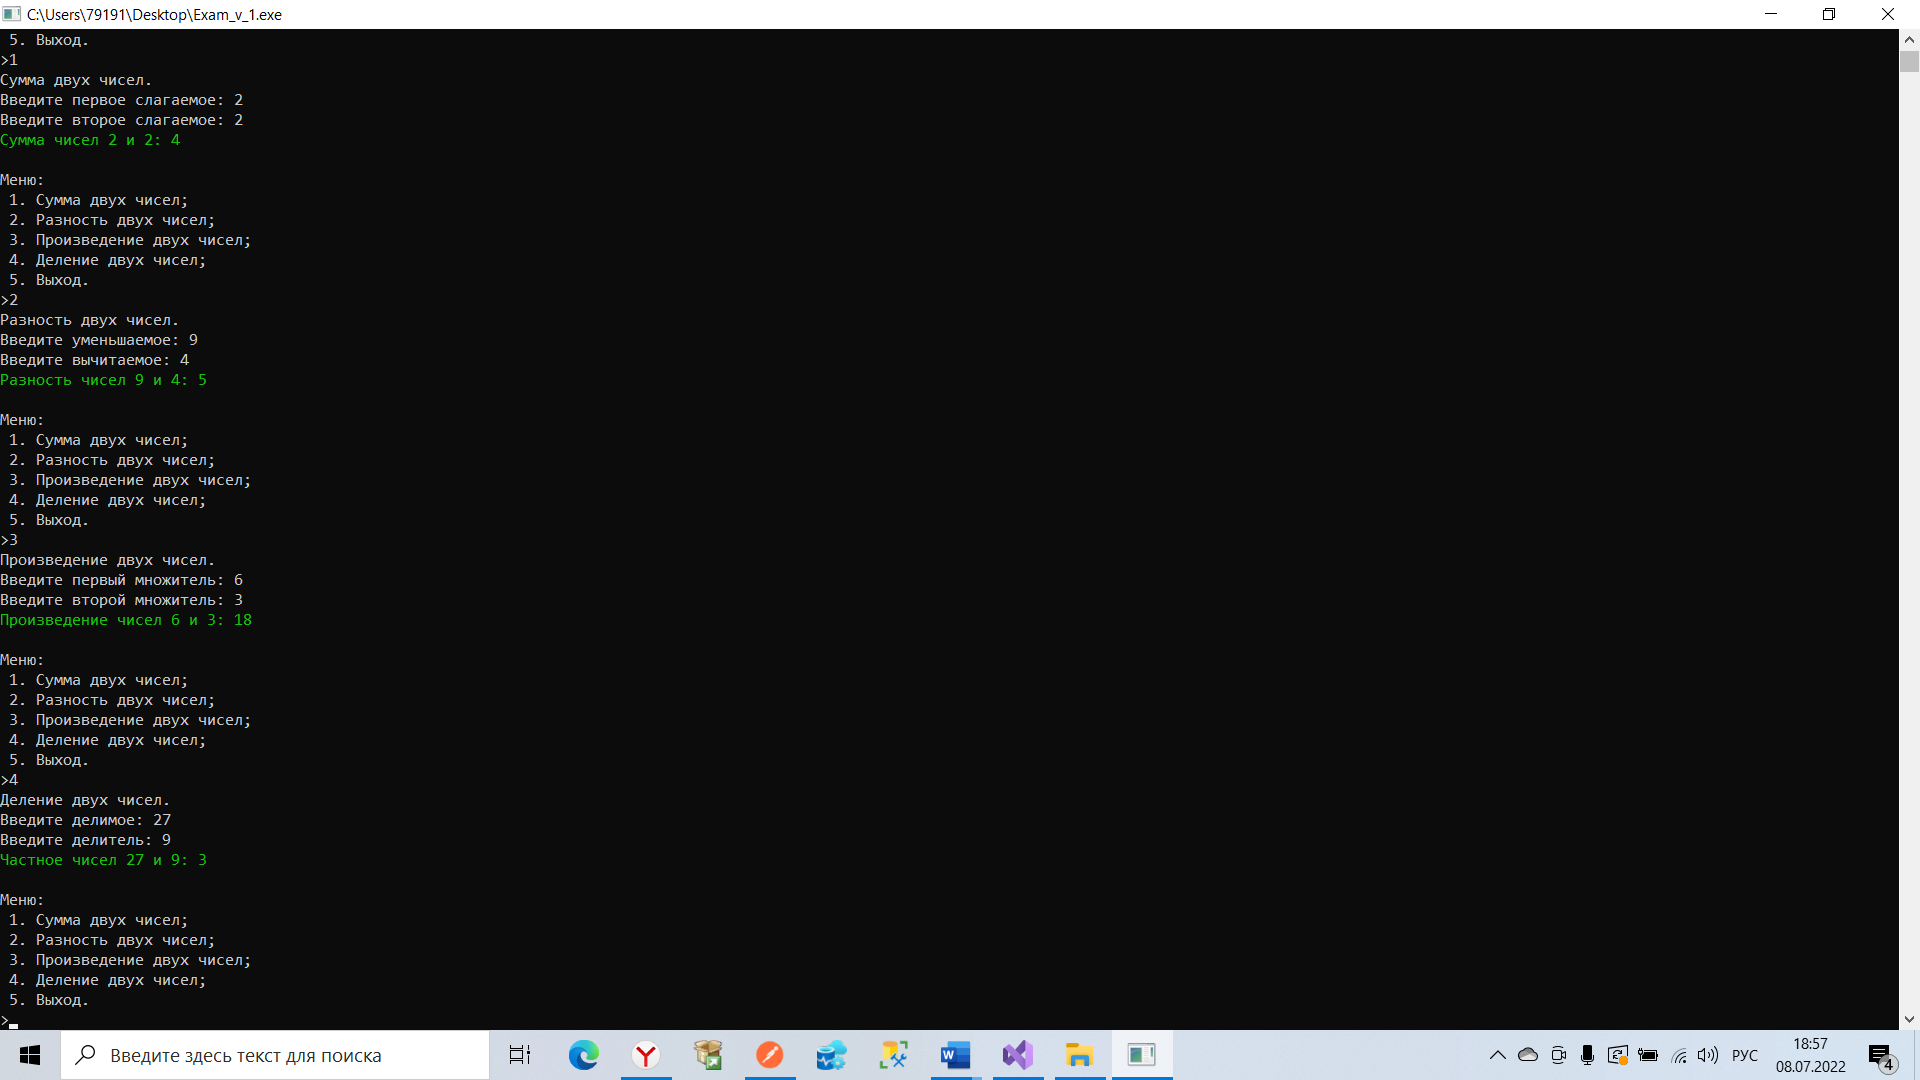 C:\Users\79191\Desktop\Exam_v_1.exe
5. Выход.
>1
Сумма двух чисел.
Введите первое слагаемое: 2
Введите второе слагаемое: 2
Сумма чисел 2 и 2: 4
Меню:
1. Сумма двух чисел;
2. Разность двух чисел;
3. Произведение двух чисел;
4. Деление двух чисел;
5. Выход.
>2
Разность двух чисел.
Введите уменьшаемое: 9
Введите вычитаемое: 4
Разность чисел 9 и 4: 5
Меню:
1. Сумма двух чисел;
2. Разность двух чисел;
3. Произведение двух чисел;
4. Деление двух чисел;
5. Выход.
>3
Произведение двух чисел.
Введите первый множитель: 6
Введите второй множитель: 3
Произведение чисел 6 и 3: 18
Меню:
1. Сумма двух чисел;
2. Разность двух чисел;
3. Произведение двух чисел;
4. Деление двух чисел;
5. Выход.
>4
Деление двух чисел.
Введите делимое: 27
Введите делитель: 9
Частное чисел 27 и 9: 3
Меню:
1. Сумма двух чисел;
2. Разность двух чисел;
3. Произведение двух чисел;
4. Деление двух чисел;
5. Выход.
>
Введите здесь текст для поиска
РУС
18:57
08.07.2022
4